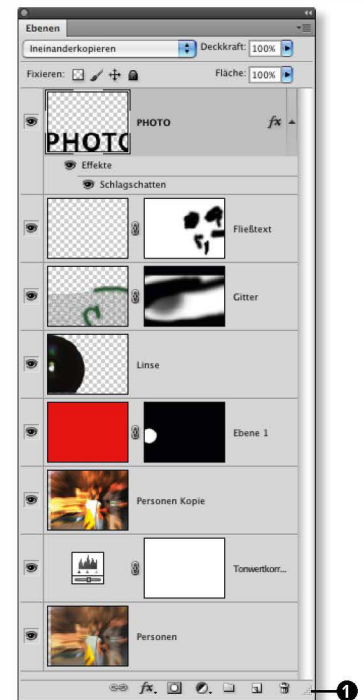 Ebenen
Ineinanderkopieren Deckkraft: 100%
Fixieren: Fläche: 100%
PHOTO PHOTO fx
Effekte
Schlagschatten
Fließtext
Gitter
Linse
Ebene 1
Personen Kopie
Tonwertkorr...
Personen
fx. 1